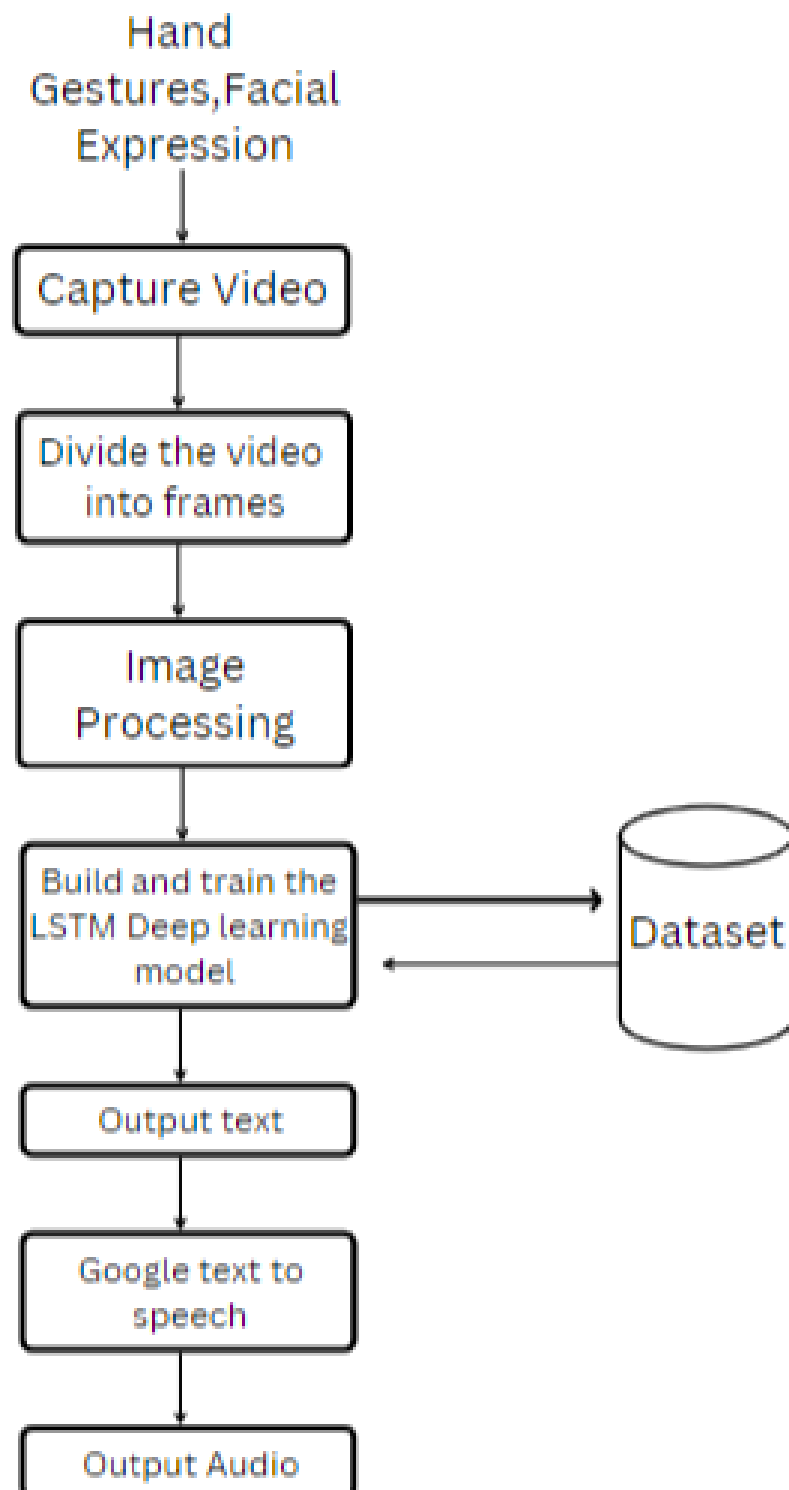 Hand
Gestures,Facial
Expression
Capture Video
Divide the video
into frames
Image
Processing
Build and train the
LSTM Deep learning
model
Dataset
Output text
Google text to
speech
Output Audio